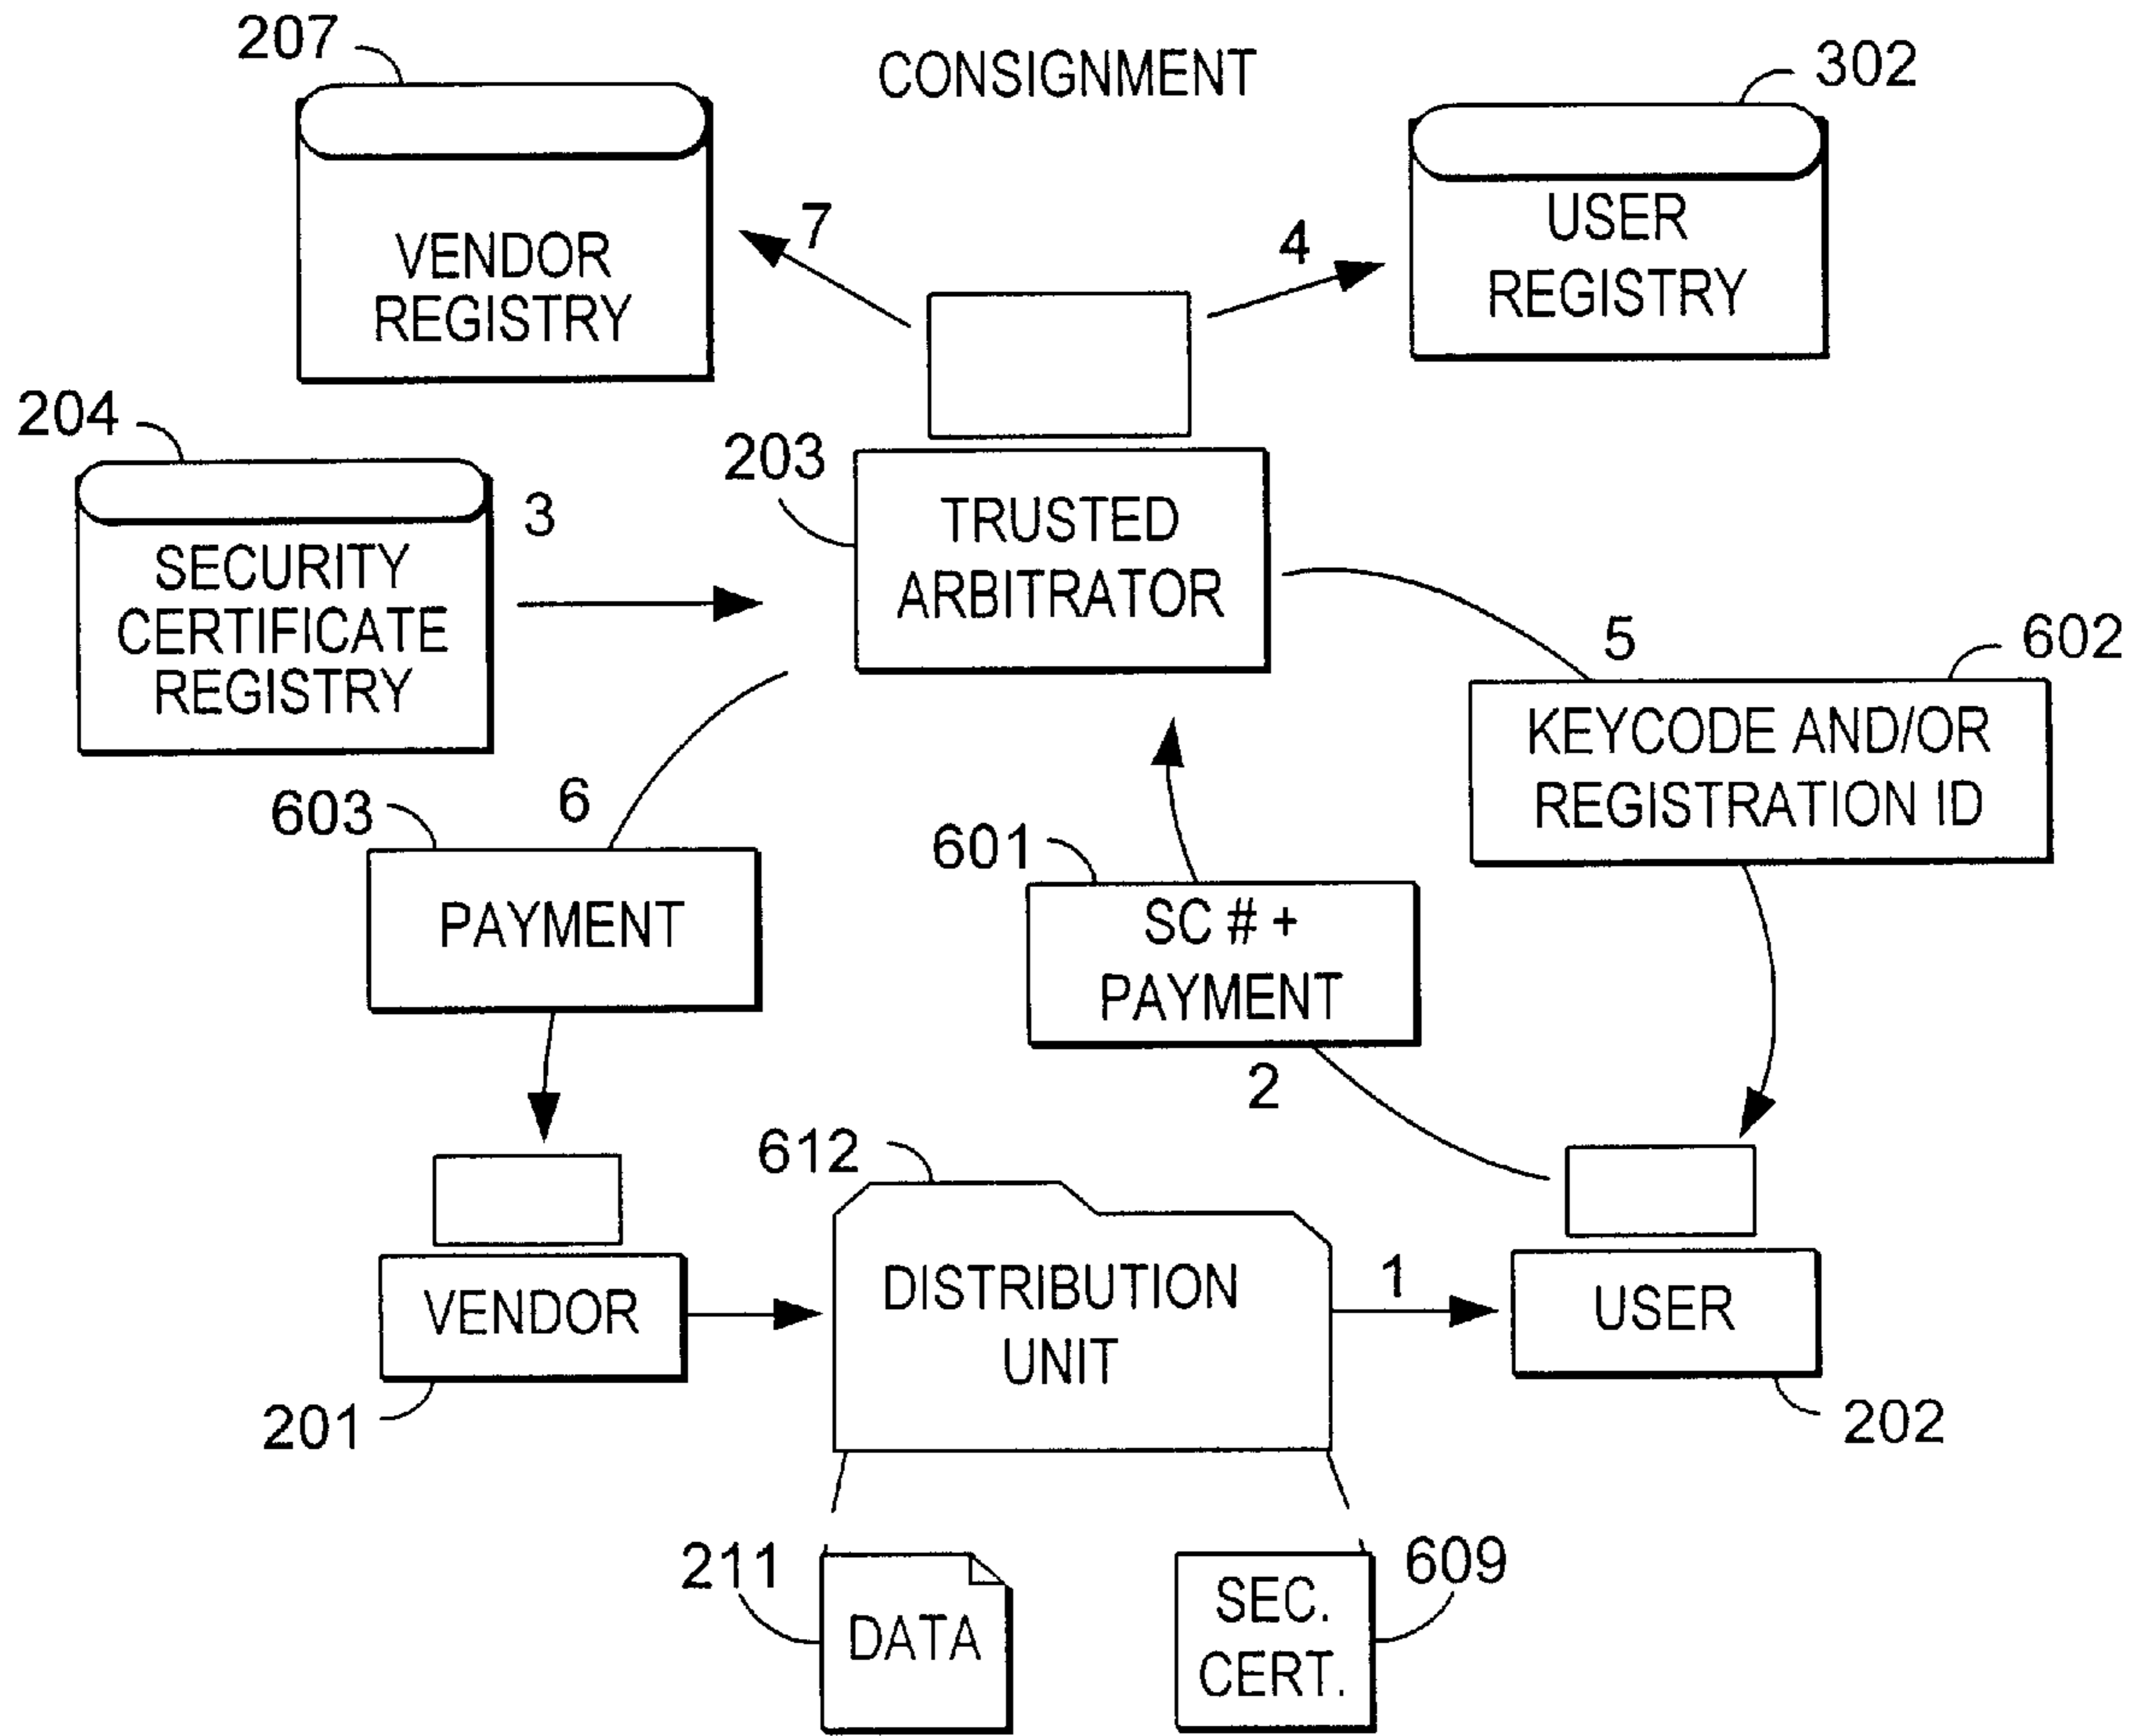 207
CONSIGNMENT
302
VENDOR
REGISTRY
7
4
USER
REGISTRY
204
203
3
SECURITY
CERTIFICATE
REGISTRY
TRUSTED
ARBITRATOR
5
602
KEYCODE AND/OR
REGISTRATION ID
603
6
601
PAYMENT
SC # +
PAYMENT
2
612
VENDOR
DISTRIBUTION
UNIT
1
USER
201
202
211
DATA
609
SEC.
CERT.